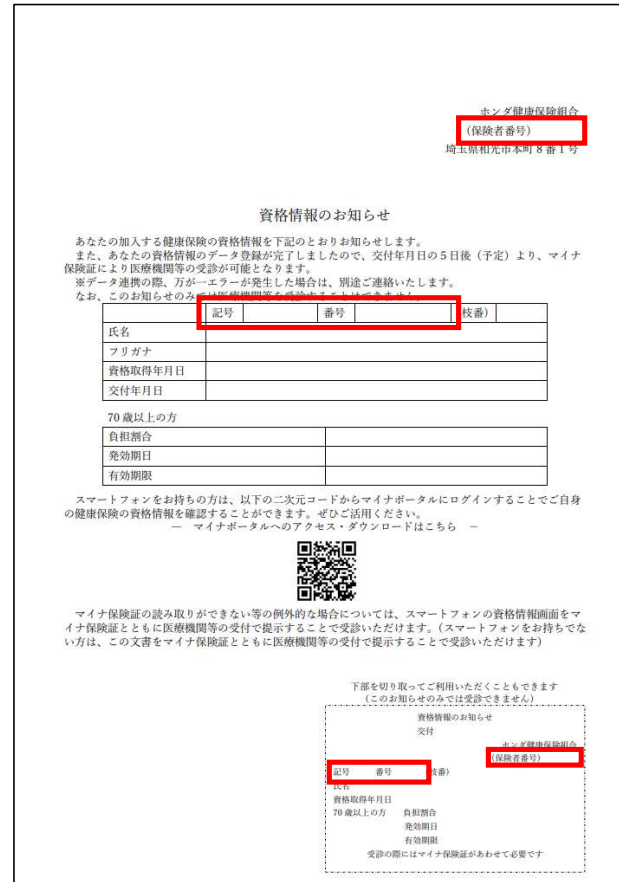 ホンダ健康保険組合
(保険者番号)
埼玉県和光市本町8番1号
資格情報のお知らせ
あなたの加入する健康保険の資格情報を下記のとおりお知らせします。
また、あなたの資格情報のデータ登録が完了しましたので、交付年月日の5日後（予定）より、マイナ
保険証により医療機関等の受診が可能となります。
※データ連携の際、万が一エラーが発生した場合は、別途ご連絡いたします。
なお、このお知らせのみでは医療機関等を受診することはできません。
記号 番号 枝番)
氏名
フリガナ
資格取得年月日
交付年月日
70歳以上の方
負担割合
発効期日
有効期限
スマートフォンをお持ちの方は、以下の二次元コードからマイナポータルにログインすることでご自身
の健康保険の資格情報を確認することができます。ぜひご活用ください。
― マイナポータルへのアクセス・ダウンロードはこちら －
マイナ保険証の読み取りができない等の例外的な場合については、スマートフォンの資格情報画面をマ
イナ保険証とともに医療機関等の受付で提示することで受診いただけます。(スマートフォンをお持ちでな
い方は、この文書をマイナ保険証とともに医療機関等の受付で提示することで受診いただけます)
下部を切り取ってご利用いただくこともできます
(このお知らせのみでは受診できません)
資格情報のお知らせ
交付
ホンダ健康保険組合
(保険者番号)
記号 番号 枝番)
氏名
資格取得年月日
70歳以上の方 負担割合
発効期日
有効期限
受診の際にはマイナ保険証があわせて必要です